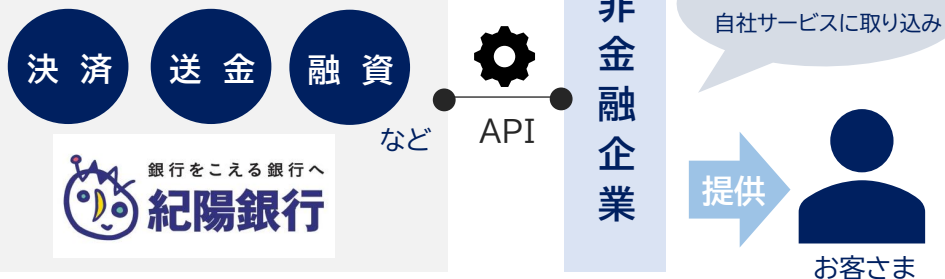 決済
送金
融資
など
銀行をこえる銀行へ
紀陽銀行
API
非金融企業
自社サービスに取り込み
提供
お客さま